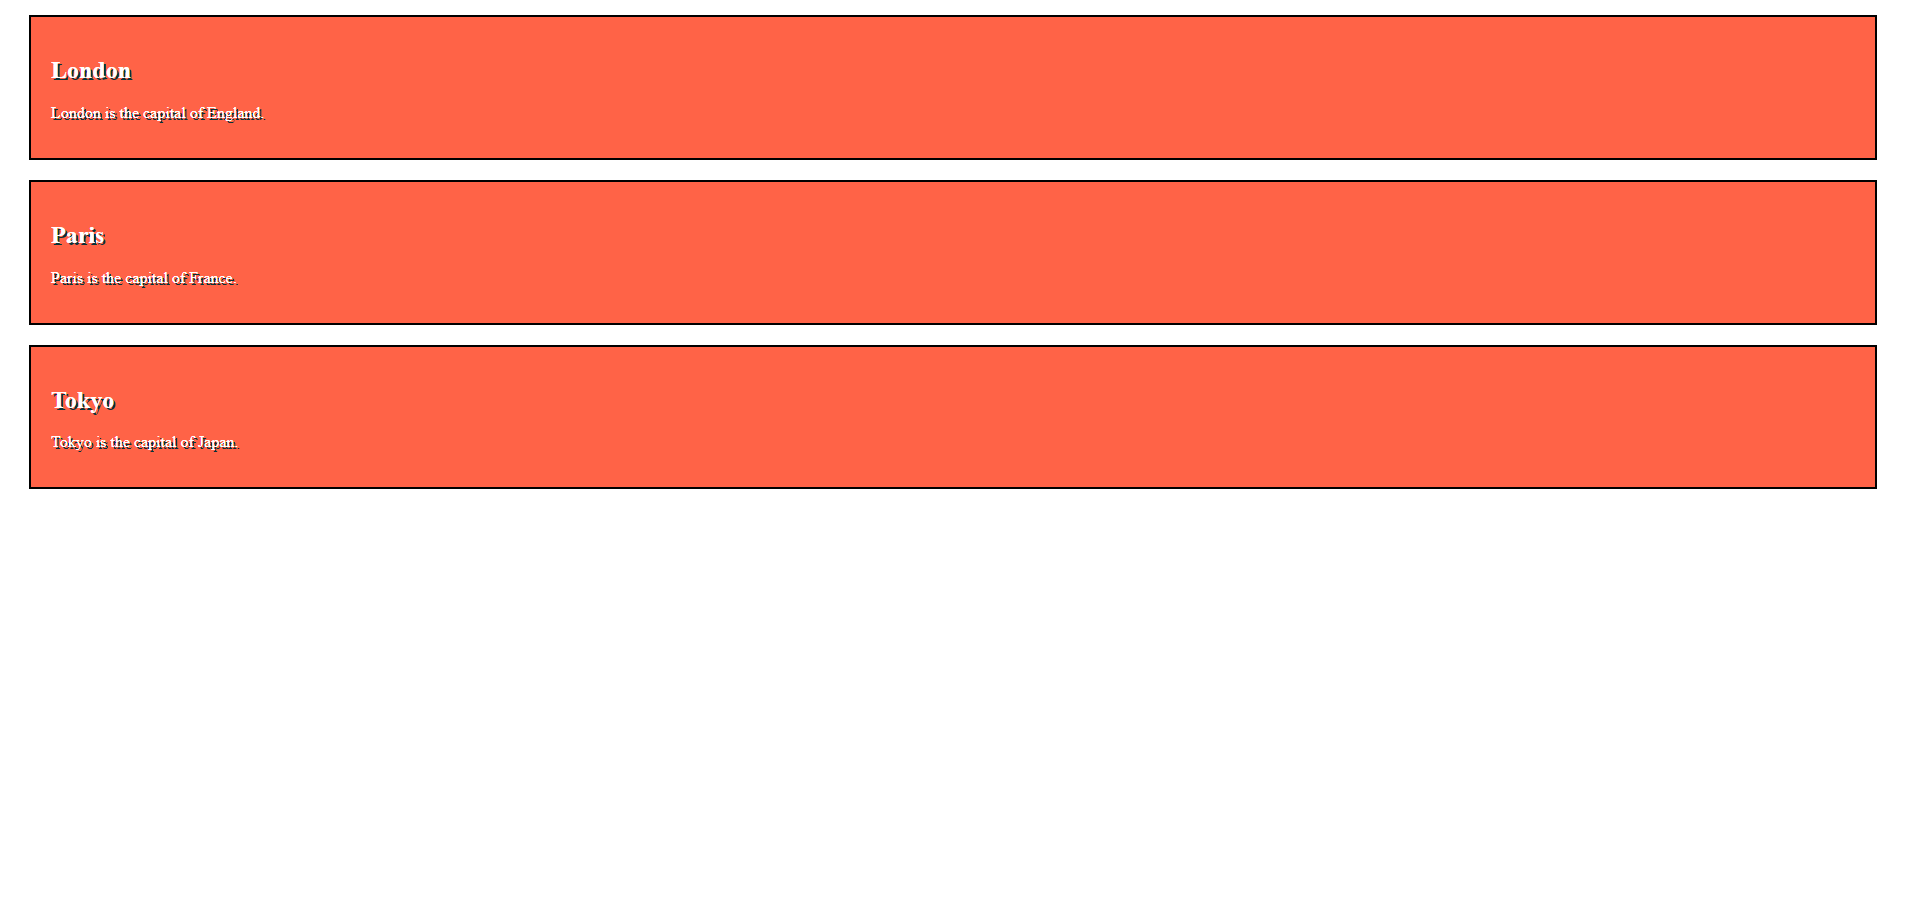 London
London is the capital of England.
Paris
Paris is the capital of France.
Tokyo
Tokyo is the capital of Japan.